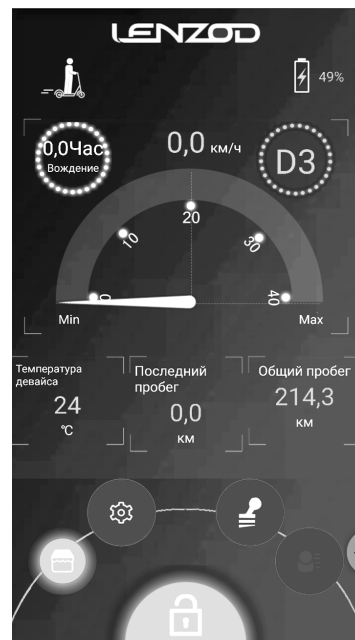 LENZOD
49%
0,0Час
Вождение
0,0 км/ч
D3
0
10
20
30
40
Min
Max
Температура
девайса
24
°C
Последний
пробег
0,0
км
Общий пробег
214,3
км